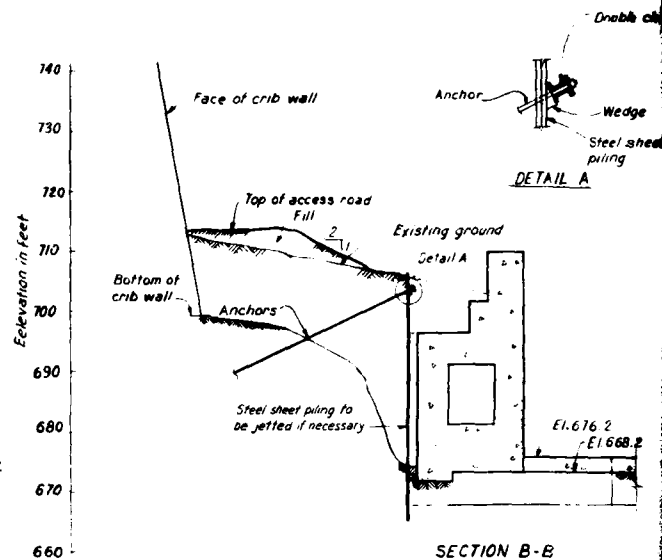 Double
740
Face of crib wall
Anchor
730
Wedge
Steel sheet
piling
DETAIL A
720
Top of access road
Fill
2
1
Existing ground
Detail A
710
Bottom of
crib wall
Anchors
700
Eelevation in feet
690
Steel sheet piling to
be jetted if necessary
680
El.676.2
El.668.2
670
660
SECTION B-B